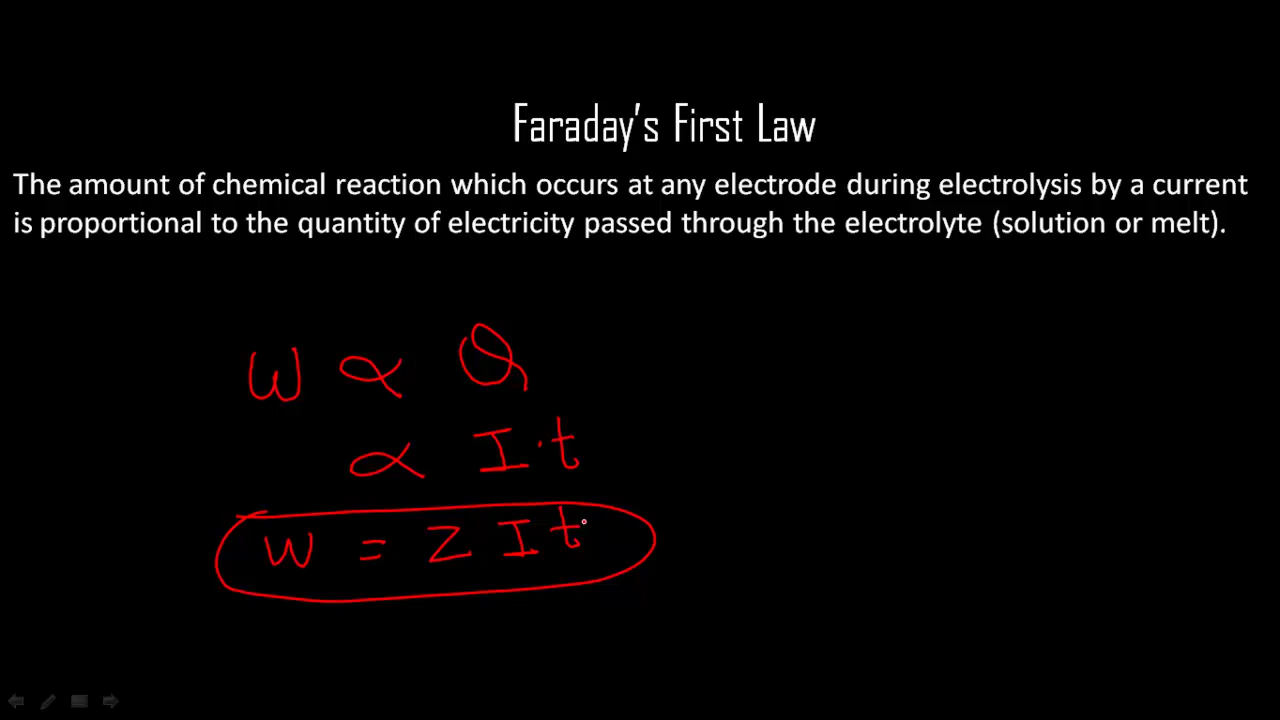 Faraday's First Law
The amount of chemical reaction which occurs at any electrode during electrolysis by a current
is proportional to the quantity of electricity passed through the electrolyte (solution or melt).
W ∝ Q
∝ I·t
W = Z I t